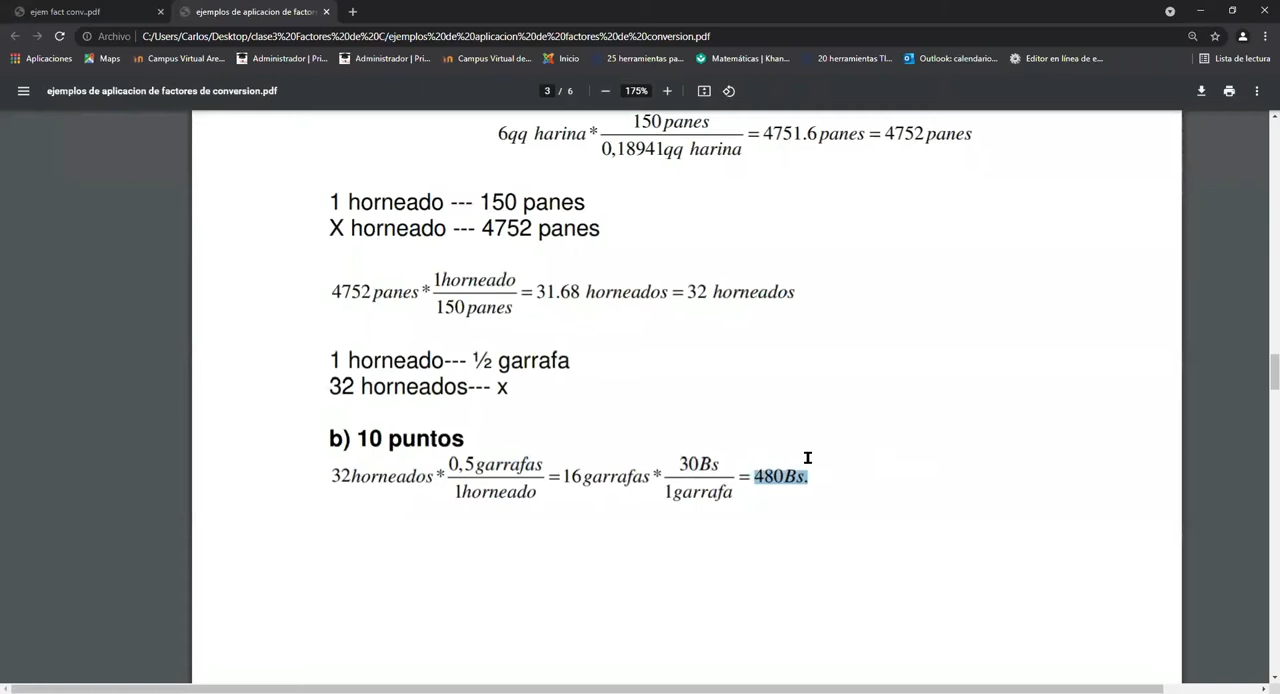 ejem fact conv..pdf
ejemplos de aplicacion de factore
Archivo
C:/Users/Carlos/Desktop/clase3%20Factores%20de%20C/ejemplos%20de%20aplicacion%20de%20factores%20de%20conversion.pdf
Aplicaciones Maps Campus Virtual Are... Administrador | Pri... Administrador | Pri... Campus Virtual de... Inicio 25 herramientas pa... Matemáticas | Khan... 20 herramientas TI... Outlook: calendario... Editor en línea de e... Lista de lectura
ejemplos de aplicacion de factores de conversion.pdf
3 / 6
175%
6qq harina * 150 panes / 0,18941qq harina = 4751.6 panes = 4752 panes
1 horneado --- 150 panes
X horneado --- 4752 panes
4752 panes * 1horneado / 150 panes = 31.68 horneados = 32 horneados
1 horneado--- ½ garrafa
32 horneados--- x
b) 10 puntos
32horneados * 0,5garrafas / 1horneado = 16garrafas * 30Bs / 1garrafa = 480Bs.